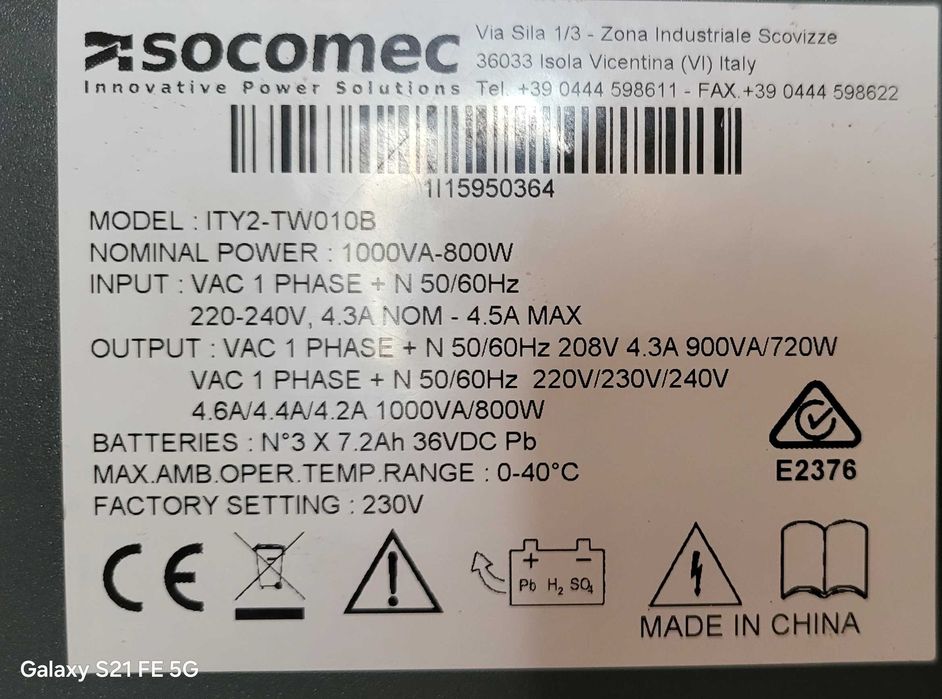 socomec
Innovative Power Solutions
Via Sila 1/3 - Zona Industriale Scovizze
36033 Isola Vicentina (VI) Italy
Tel. +39 0444 598611 - FAX.+39 0444 598622
1I15950364
MODEL : ITY2-TW010B
NOMINAL POWER : 1000VA-800W
INPUT : VAC 1 PHASE + N 50/60Hz
220-240V, 4.3A NOM - 4.5A MAX
OUTPUT : VAC 1 PHASE + N 50/60Hz 208V 4.3A 900VA/720W
VAC 1 PHASE + N 50/60Hz 220V/230V/240V
4.6A/4.4A/4.2A 1000VA/800W
BATTERIES : N°3 X 7.2Ah 36VDC Pb
MAX.AMB.OPER.TEMP.RANGE : 0-40°C
FACTORY SETTING : 230V
E2376
CE
+ -
Pb H₂ SO₄
MADE IN CHINA
Galaxy S21 FE 5G